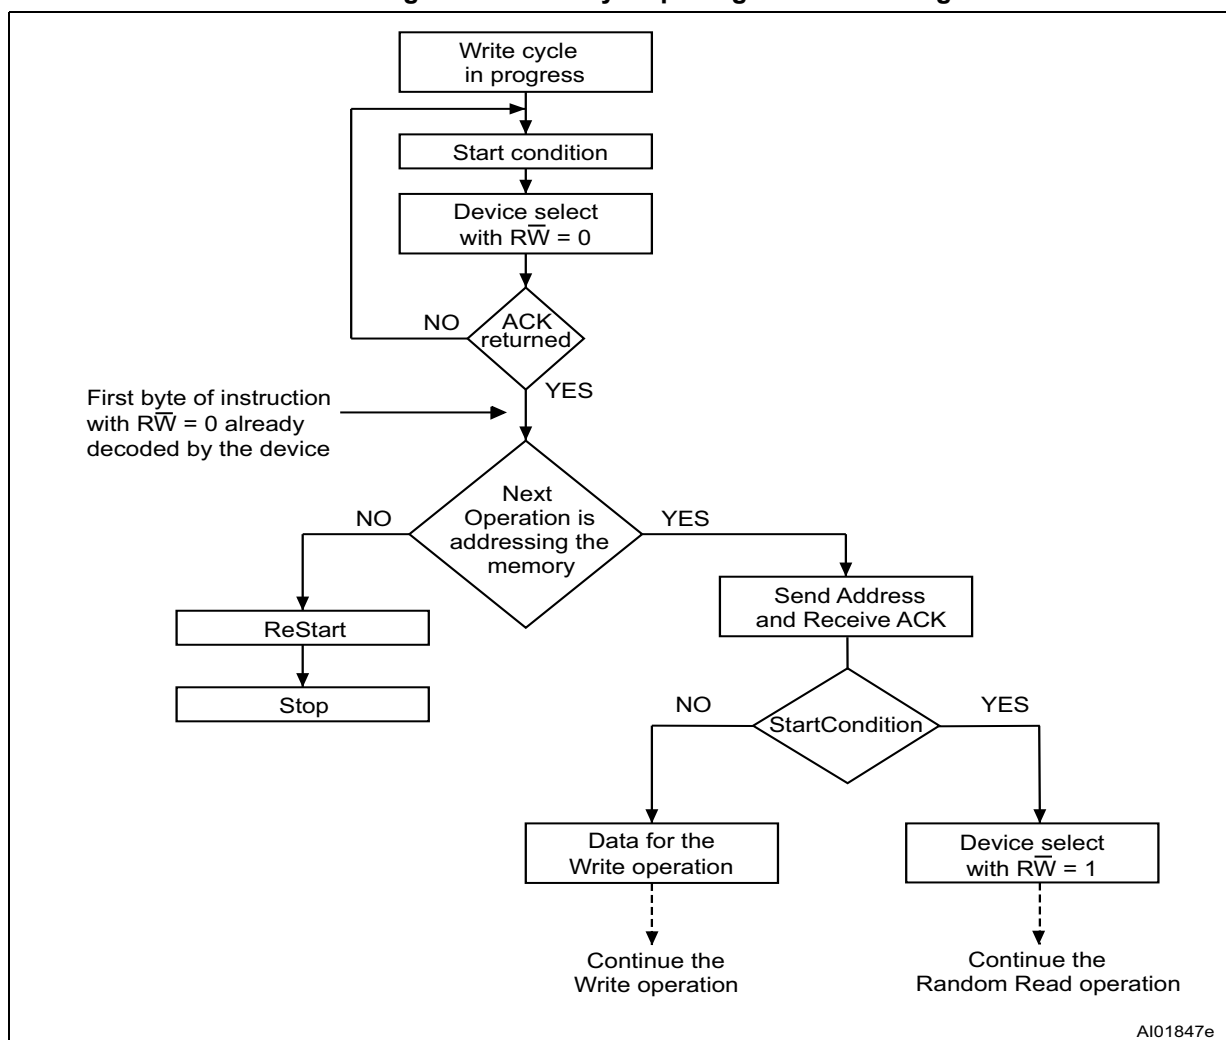 Write cycle
in progress
Start condition
Device select
with RW̅ = 0
ACK
returned
NO
YES
First byte of instruction
with RW̅ = 0 already
decoded by the device
Next
Operation is
addressing the
memory
NO
YES
ReStart
Stop
Send Address
and Receive ACK
StartCondition
NO
YES
Data for the
Write operation
Device select
with RW̅ = 1
Continue the
Write operation
Continue the
Random Read operation
AI01847e